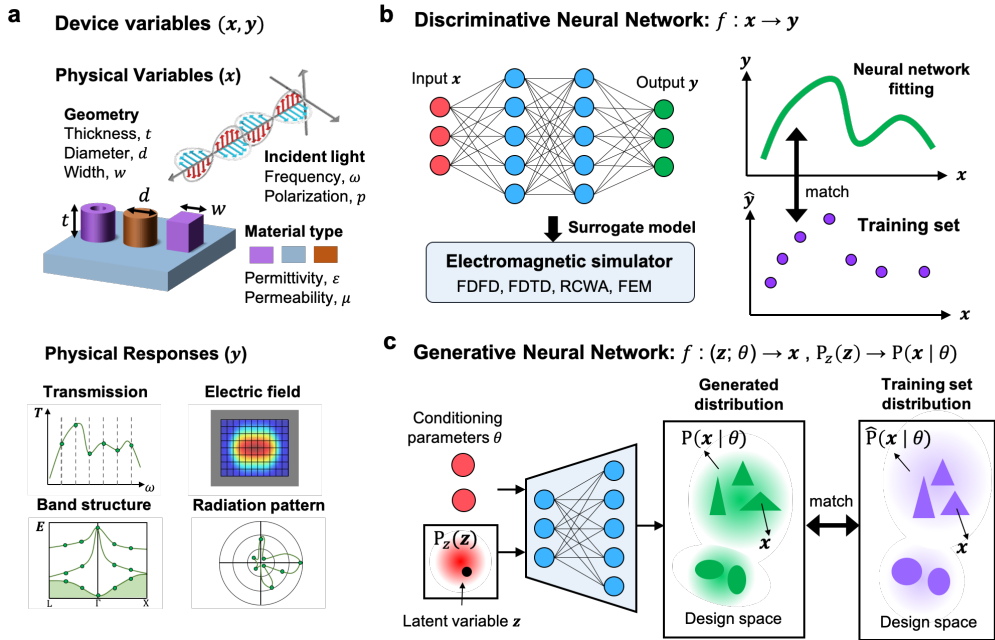 a
Device variables (x, y)
Physical Variables (x)
Geometry
Thickness, t
Diameter, d
Width, w
Incident light
Frequency, ω
Polarization, p
t
d
w
Material type
Permittivity, ε
Permeability, μ
Physical Responses (y)
Transmission
T
ω
Electric field
Band structure
E
L
Γ
X
Radiation pattern
b
Discriminative Neural Network: f : x → y
Input x
Output y
Surrogate model
Electromagnetic simulator
FDFD, FDTD, RCWA, FEM
y
Neural network
fitting
x
match
ŷ
Training set
x
c
Generative Neural Network: f : (z; θ) → x , P_Z(z) → P(x | θ)
Conditioning
parameters θ
P_Z(z)
Latent variable z
Generated
distribution
P(x | θ)
x
Design space
match
Training set
distribution
P̂(x | θ)
x
Design space